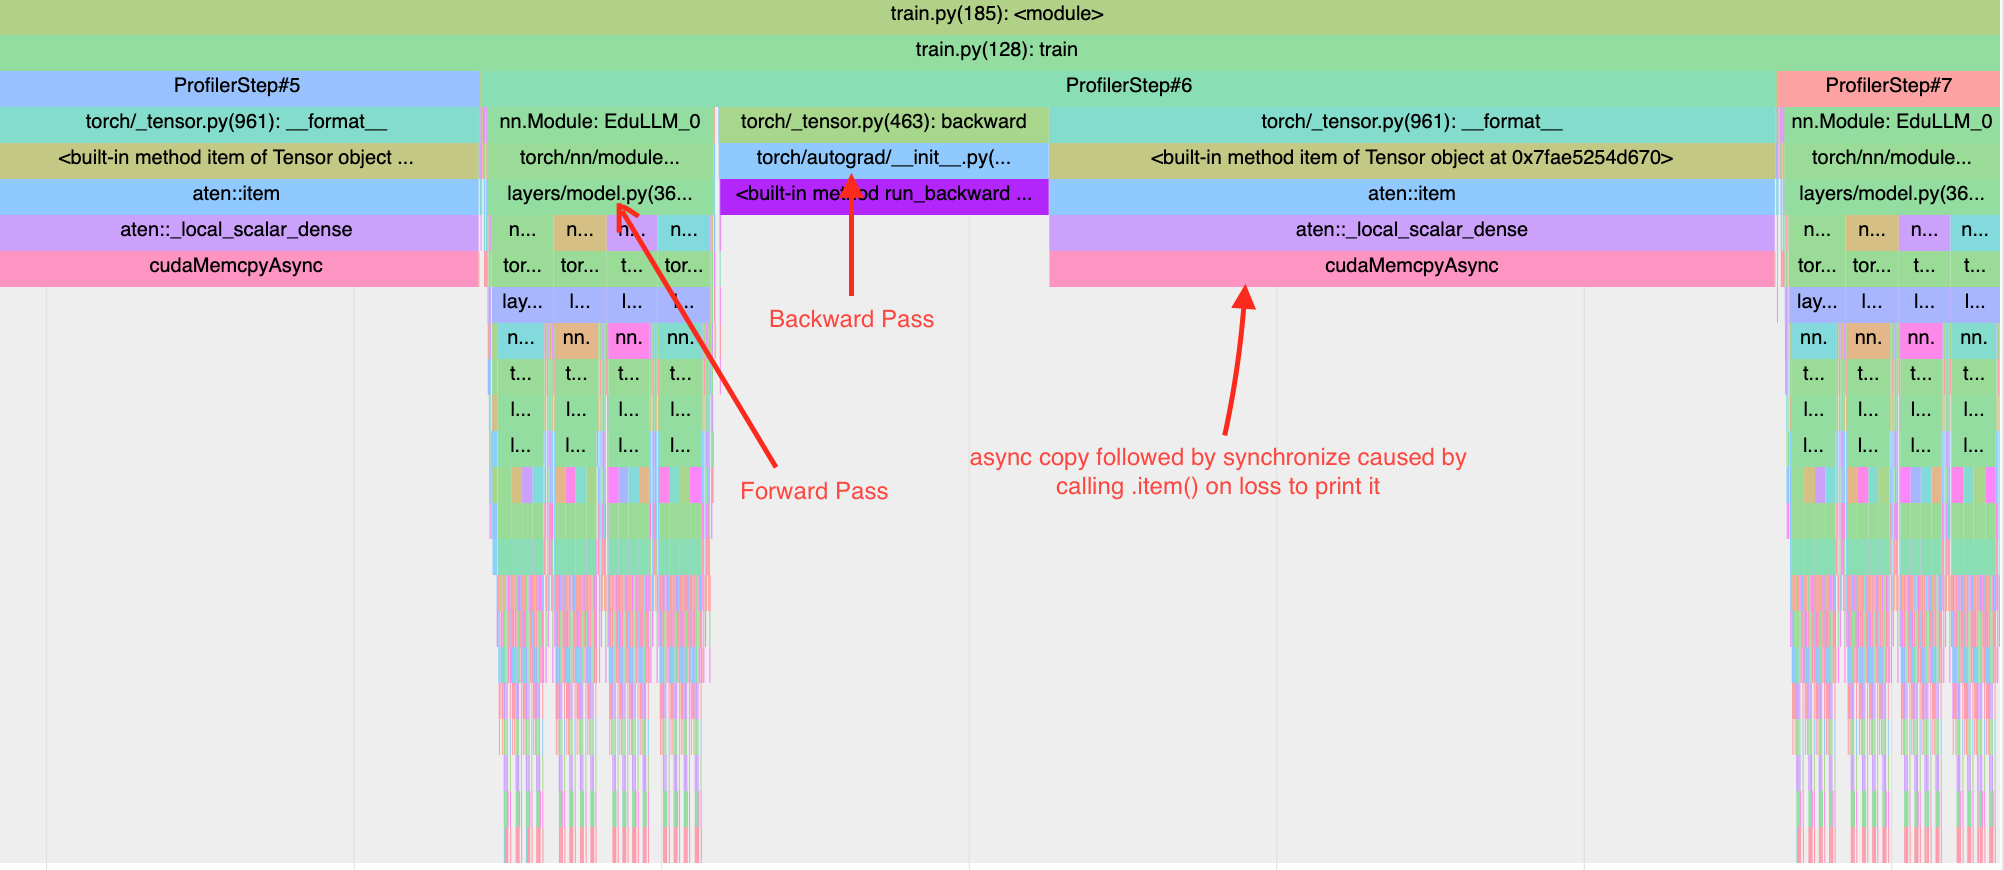 train.py(185): <module>
train.py(128): train
ProfilerStep#5 ProfilerStep#6 ProfilerStep#7
torch/_tensor.py(961): __format__ nn.Module: EduLLM_0 torch/_tensor.py(463): backward torch/_tensor.py(961): __format__ nn.Module: EduLLM_0
<built-in method item of Tensor object ... torch/nn/module... torch/autograd/__init__.py(... <built-in method item of Tensor object at 0x7fae5254d670> torch/nn/module...
aten::item layers/model.py(36... <built-in method run_backward ... aten::item layers/model.py(36...
aten::_local_scalar_dense n... n... n... n... aten::_local_scalar_dense n... n... n... n...
cudaMemcpyAsync tor... tor... t... tor... cudaMemcpyAsync tor... tor... t... t...
lay... l... l... l... lay... l... l... l...
Backward Pass
n... nn. nn. nn. nn. nn. nn. nn.
t... t... t... t... t... t... t... t...
l... l... l... l... l... l... l... l...
l... l... l... l... l... l... l... l...
async copy followed by synchronize caused by
calling .item() on loss to print it
Forward Pass